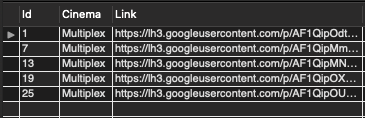 Id Cinema Link
1 Multiplex https://lh3.googleusercontent.com/p/AF1QipOdt...
7 Multiplex https://lh3.googleusercontent.com/p/AF1QipMm...
13 Multiplex https://lh3.googleusercontent.com/p/AF1QipMN...
19 Multiplex https://lh3.googleusercontent.com/p/AF1QipOX...
25 Multiplex https://lh3.googleusercontent.com/p/AF1QipOU...